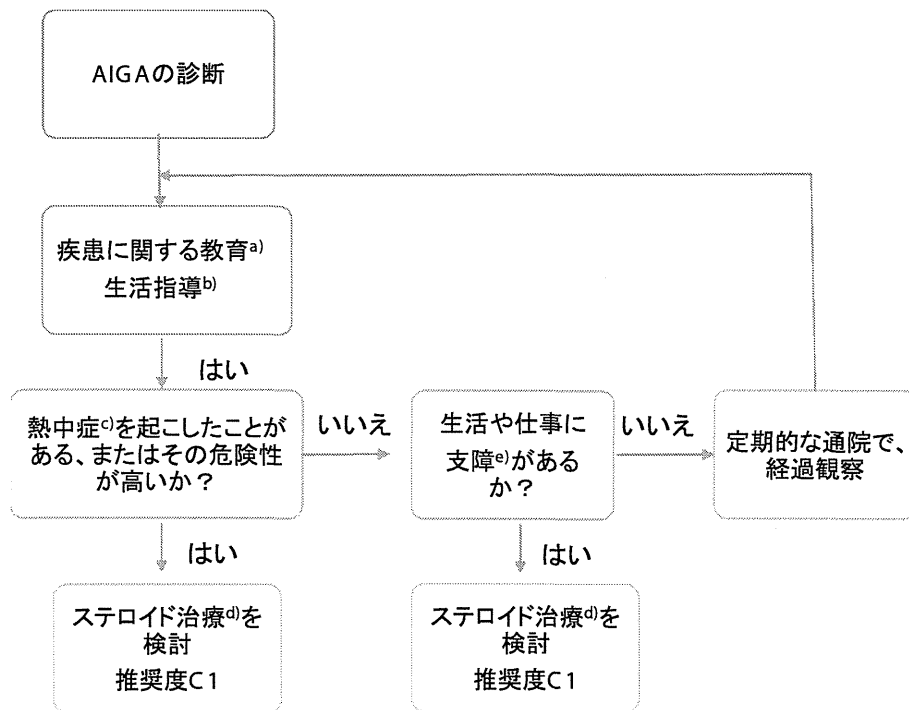 AIGAの診断
疾患に関する教育a)
生活指導b)
はい
熱中症c)を起こしたことが
ある、またはその危険性
が高いか？
いいえ
生活や仕事に
支障e)がある
か？
いいえ
定期的な通院で、
経過観察
はい
はい
ステロイド治療d)を
検討
推奨度C1
ステロイド治療d)を
検討
推奨度C1